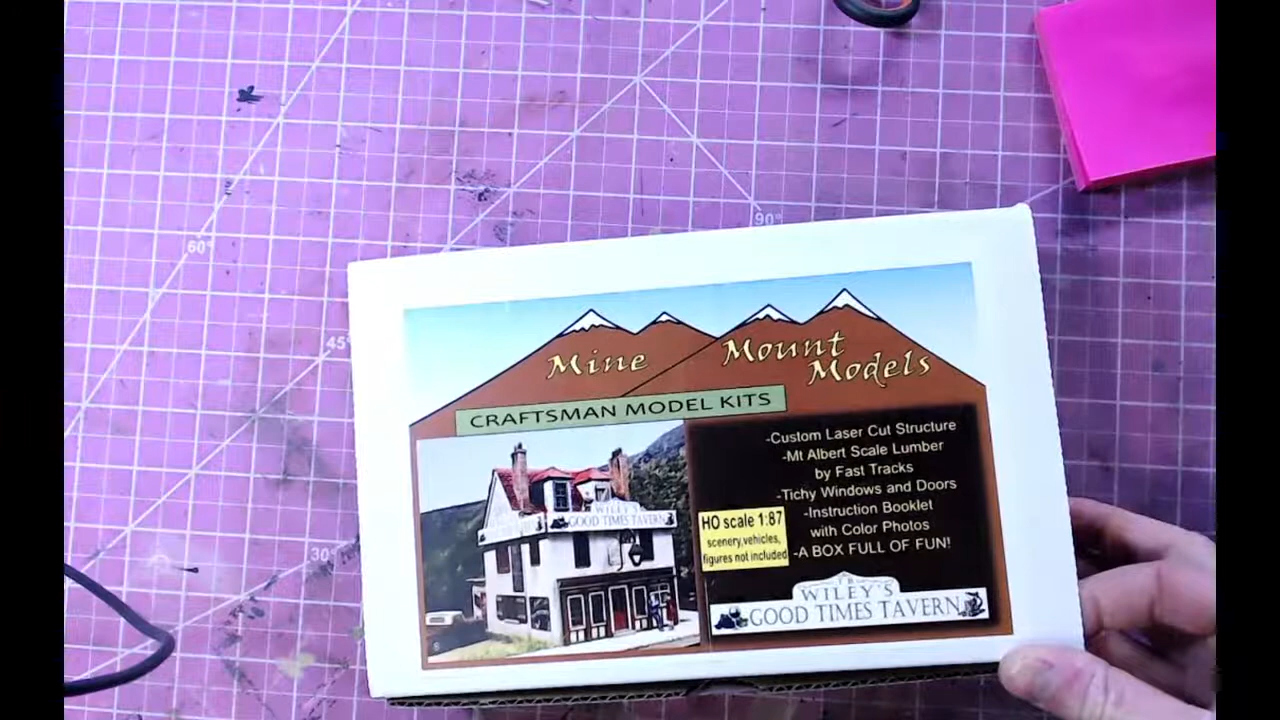 90°
60°
45°
30°
Mine Mount
Models
CRAFTSMAN MODEL KITS
-Custom Laser Cut Structure
-Mt Albert Scale Lumber
by Fast Tracks
-Tichy Windows and Doors
-Instruction Booklet
with Color Photos
-A BOX FULL OF FUN!
HO scale 1:87
scenery,vehicles,
figures not included
WILEY'S
GOOD TIMES TAVERN
WILEY'S
GOOD TIMES TAVERN